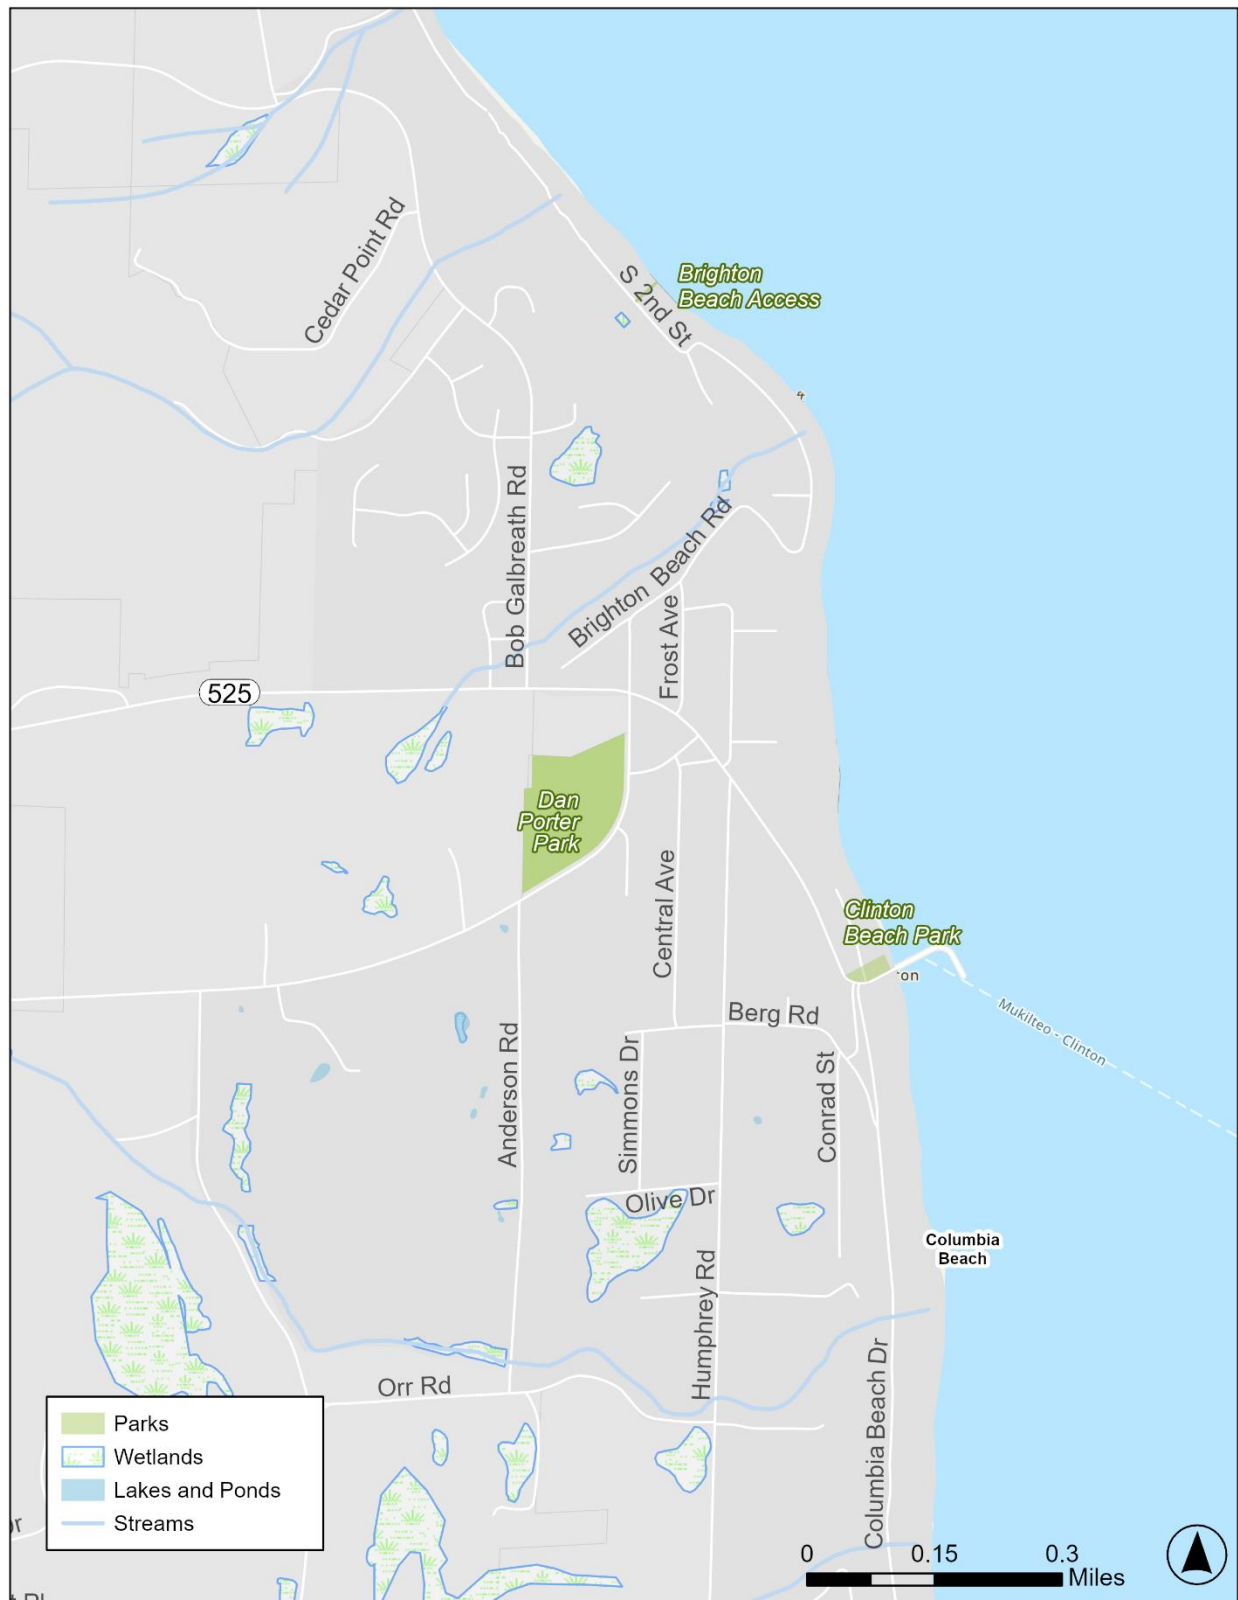 Cedar Point Rd
Brighton
Beach Access
S 2nd St
Bob Galbreath Rd
Brighton Beach Rd
Frost Ave
525
Dan
Porter
Park
Central Ave
Clinton
Beach Park
on
Mukilteo - Clinton
Berg Rd
Anderson Rd
Simmons Dr
Conrad St
Olive Dr
Columbia
Beach
Humphrey Rd
Orr Rd
Columbia Beach Dr
Parks
Wetlands
Lakes and Ponds
Streams
0 0.15 0.3
Miles